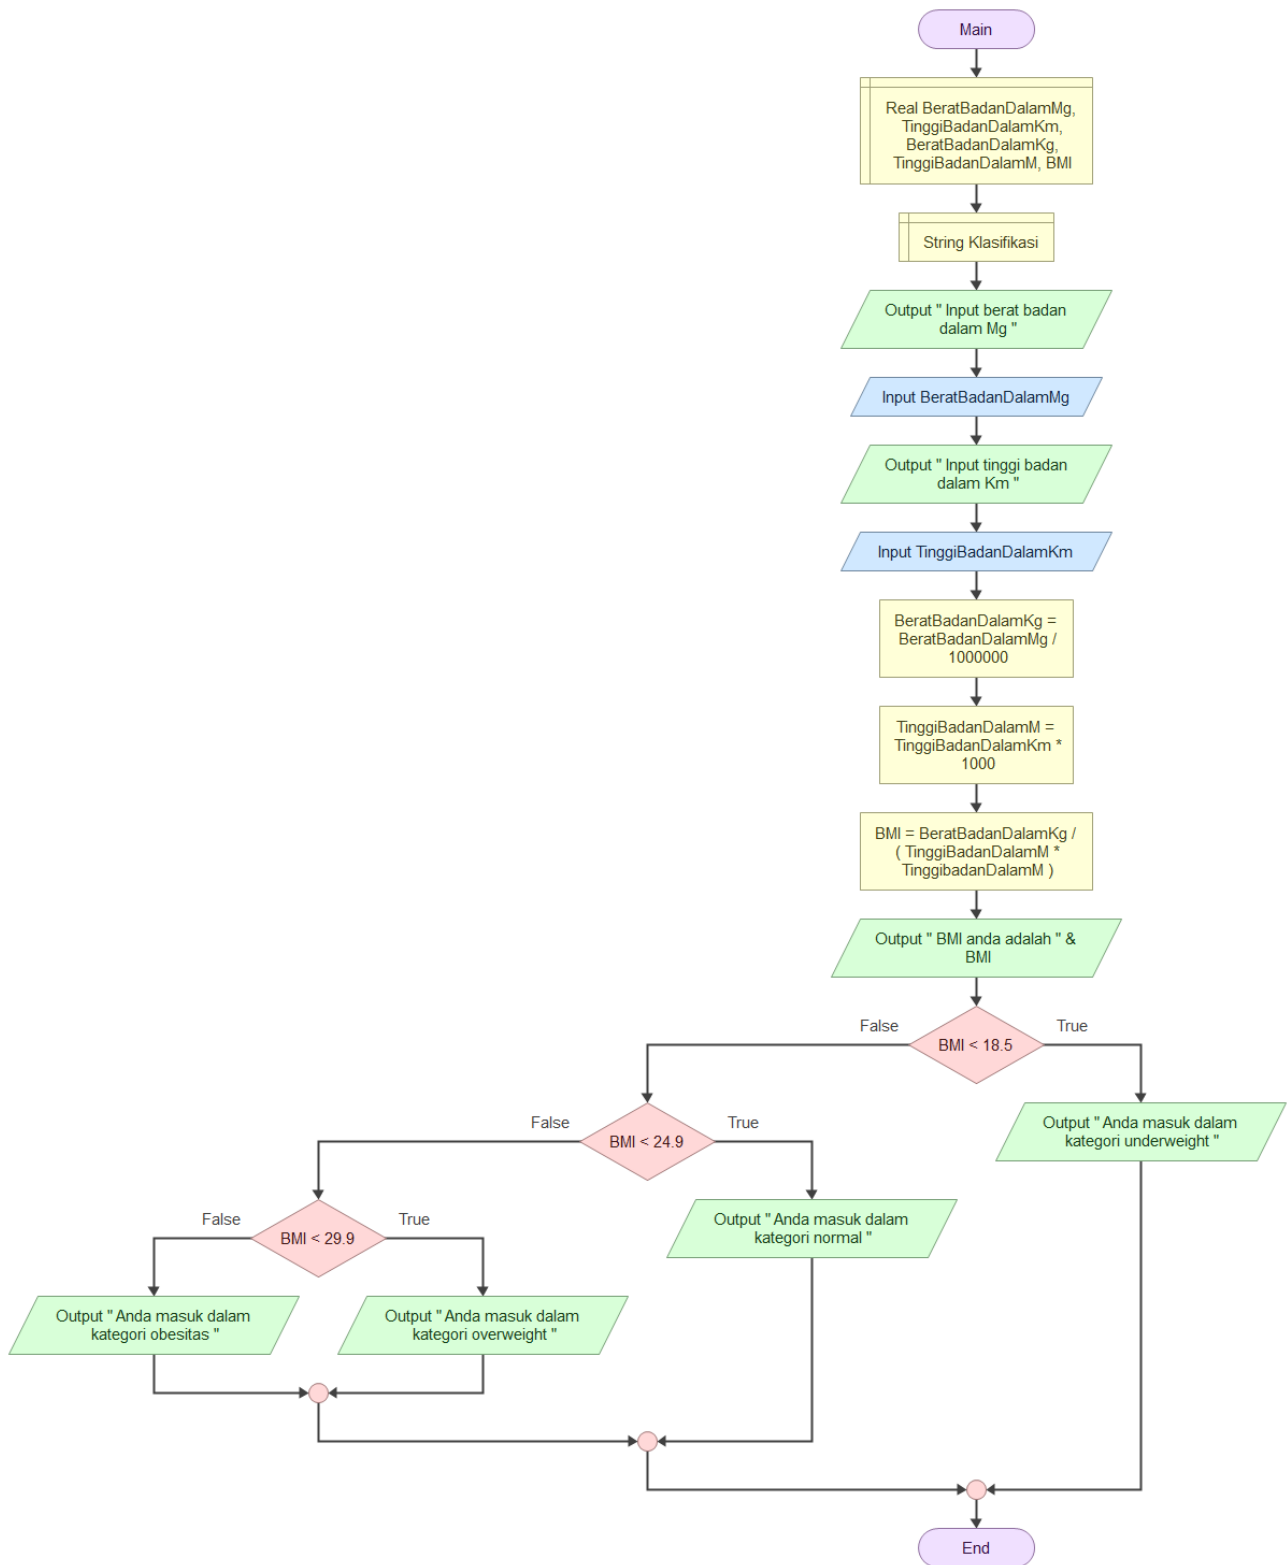 Main
Real BeratBadanDalamMg,
TinggiBadanDalamKm,
BeratBadanDalamKg,
TinggiBadanDalamM, BMI
String Klasifikasi
Output " Input berat badan
dalam Mg "
Input BeratBadanDalamMg
Output " Input tinggi badan
dalam Km "
Input TinggiBadanDalamKm
BeratBadanDalamKg =
BeratBadanDalamMg /
1000000
TinggiBadanDalamM =
TinggiBadanDalamKm *
1000
BMI = BeratBadanDalamKg /
( TinggiBadanDalamM *
TinggibadanDalamM )
Output " BMI anda adalah " &
BMI
False
True
BMI < 18.5
False
True
BMI < 24.9
Output " Anda masuk dalam
kategori underweight "
False
True
BMI < 29.9
Output " Anda masuk dalam
kategori normal "
Output " Anda masuk dalam
kategori obesitas "
Output " Anda masuk dalam
kategori overweight "
End